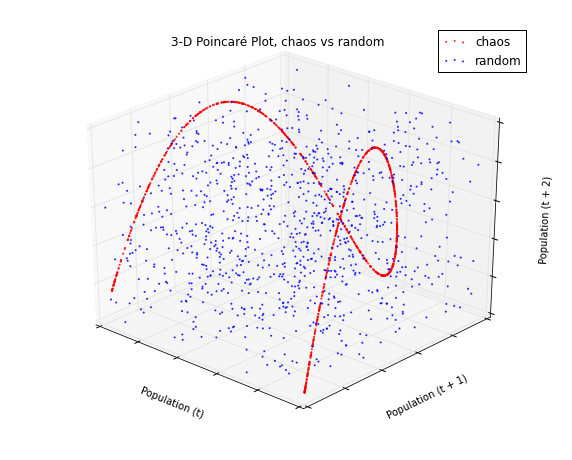 3-D Poincaré Plot, chaos vs random
chaos
random
Population (t)
Population (t + 1)
Population (t + 2)